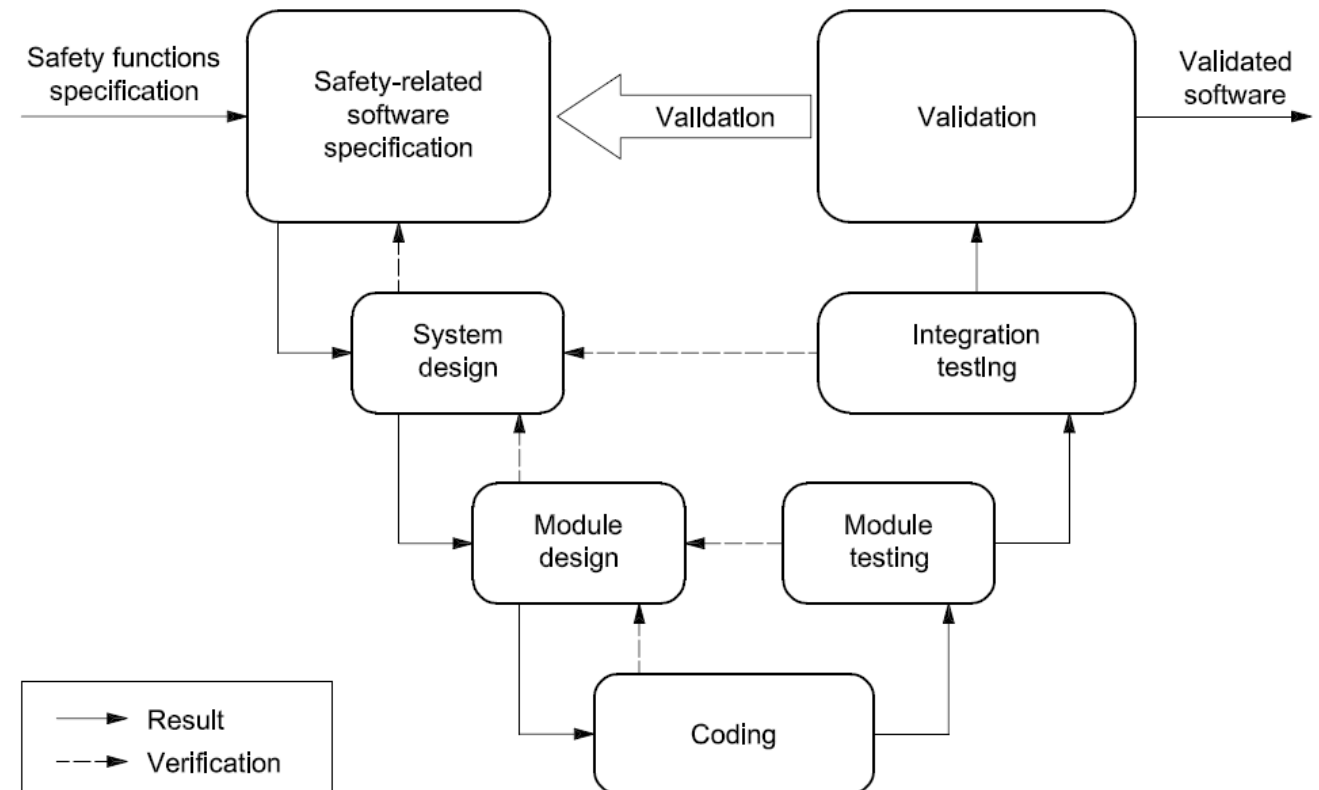 Safety functions
specification
Safety-related
software
specification
Validation
Validation
Validated
software
System
design
Integration
testing
Module
design
Module
testing
Coding
Result
Verification